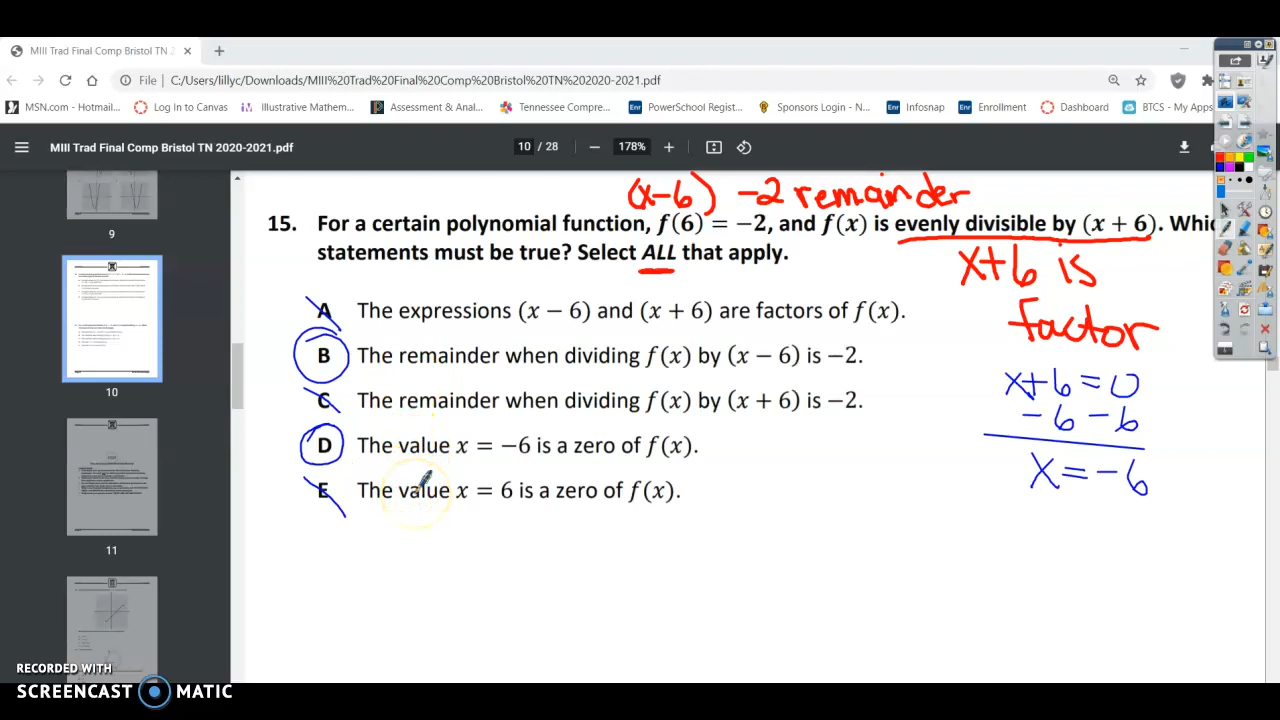 MIII Trad Final Comp Bristol TN 2
File
C:/Users/lillyc/Downloads/MIII%20Trad%20Final%20Comp%20Bristol%20TN%202020-2021.pdf
MSN.com - Hotmail...
Log In to Canvas
Illustrative Mathem...
Assessment & Anal...
Tennesee Compre...
PowerSchool Regist...
Sponsors Login - N...
Infosnap
Enrollment
Dashboard
BTCS - My Apps
MIII Trad Final Comp Bristol TN 2020-2021.pdf
10 / 28
178%
9
10
11
(x-6) -2 remainder
15. For a certain polynomial function, f(6) = −2, and f(x) is evenly divisible by (x + 6). Which
statements must be true? Select ALL that apply.
x+6 is
factor
A The expressions (x − 6) and (x + 6) are factors of f(x).
B The remainder when dividing f(x) by (x − 6) is −2.
C The remainder when dividing f(x) by (x + 6) is −2.
D The value x = −6 is a zero of f(x).
E The value x = 6 is a zero of f(x).
x+6=0
-6 -6
x=-6
RECORDED WITH
SCREENCAST MATIC